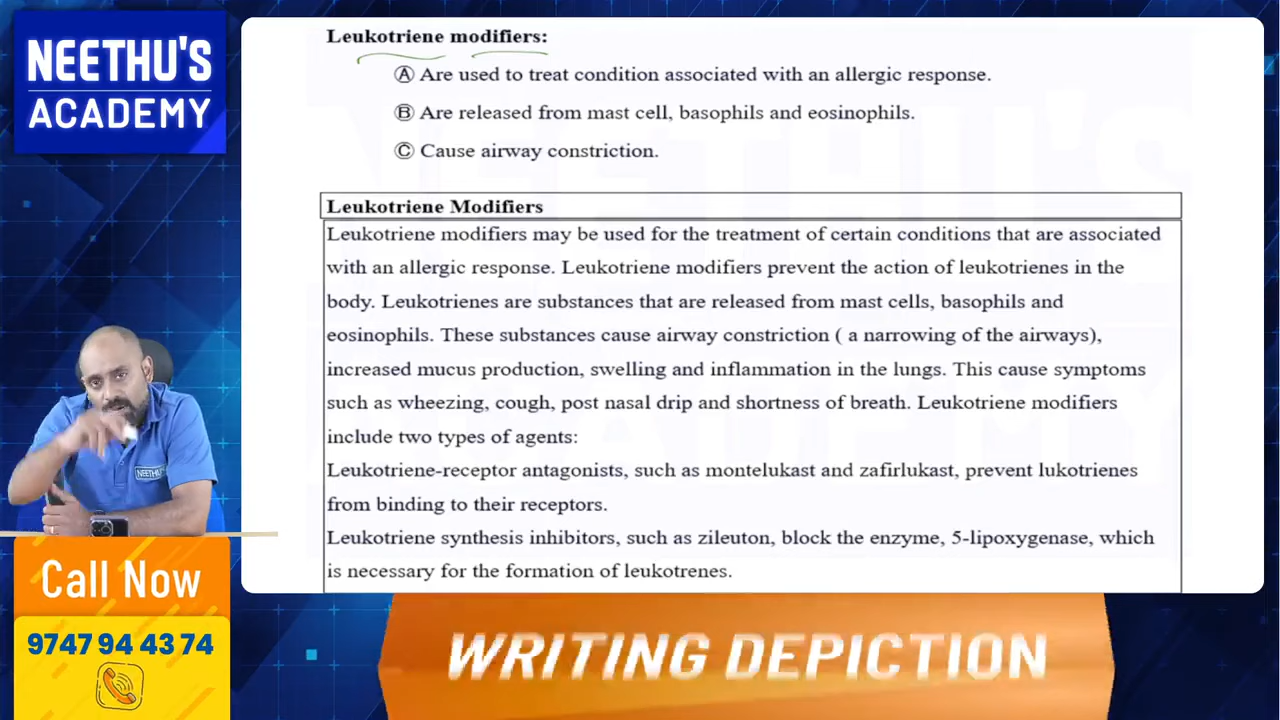 NEETHU'S
ACADEMY
Leukotriene modifiers:
Ⓐ Are used to treat condition associated with an allergic response.
Ⓑ Are released from mast cell, basophils and eosinophils.
Ⓒ Cause airway constriction.
Leukotriene Modifiers
Leukotriene modifiers may be used for the treatment of certain conditions that are associated
with an allergic response. Leukotriene modifiers prevent the action of leukotrienes in the
body. Leukotrienes are substances that are released from mast cells, basophils and
eosinophils. These substances cause airway constriction ( a narrowing of the airways),
increased mucus production, swelling and inflammation in the lungs. This cause symptoms
such as wheezing, cough, post nasal drip and shortness of breath. Leukotriene modifiers
include two types of agents:
Leukotriene-receptor antagonists, such as montelukast and zafirlukast, prevent lukotrienes
from binding to their receptors.
Leukotriene synthesis inhibitors, such as zileuton, block the enzyme, 5-lipoxygenase, which
is necessary for the formation of leukotrenes.
NEETHU'S
Call Now
9747 94 43 74
WRITING DEPICTION